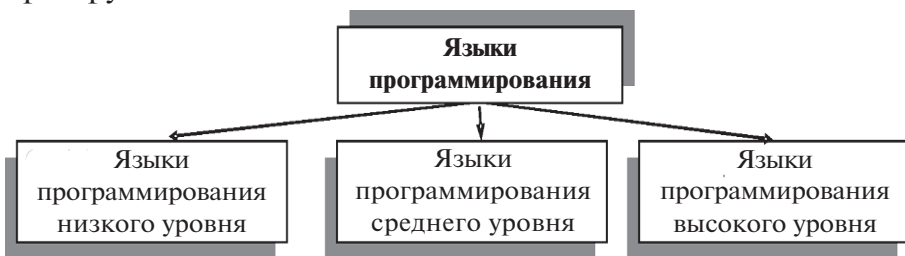 Языки
программирования
Языки
программирования
низкого уровня
Языки
программирования
среднего уровня
Языки
программирования
высокого уровня